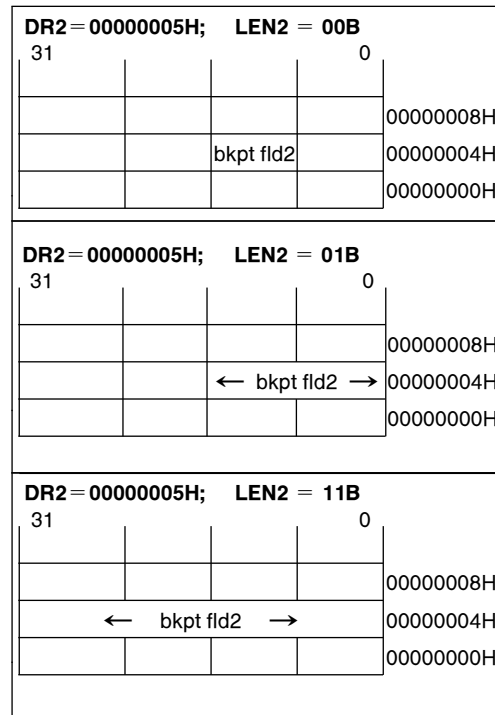 DR2=00000005H; LEN2 = 00B
31 0
00000008H
bkpt fld2 00000004H
00000000H
DR2=00000005H; LEN2 = 01B
31 0
00000008H
← bkpt fld2 → 00000004H
00000000H
DR2=00000005H; LEN2 = 11B
31 0
00000008H
← bkpt fld2 → 00000004H
00000000H